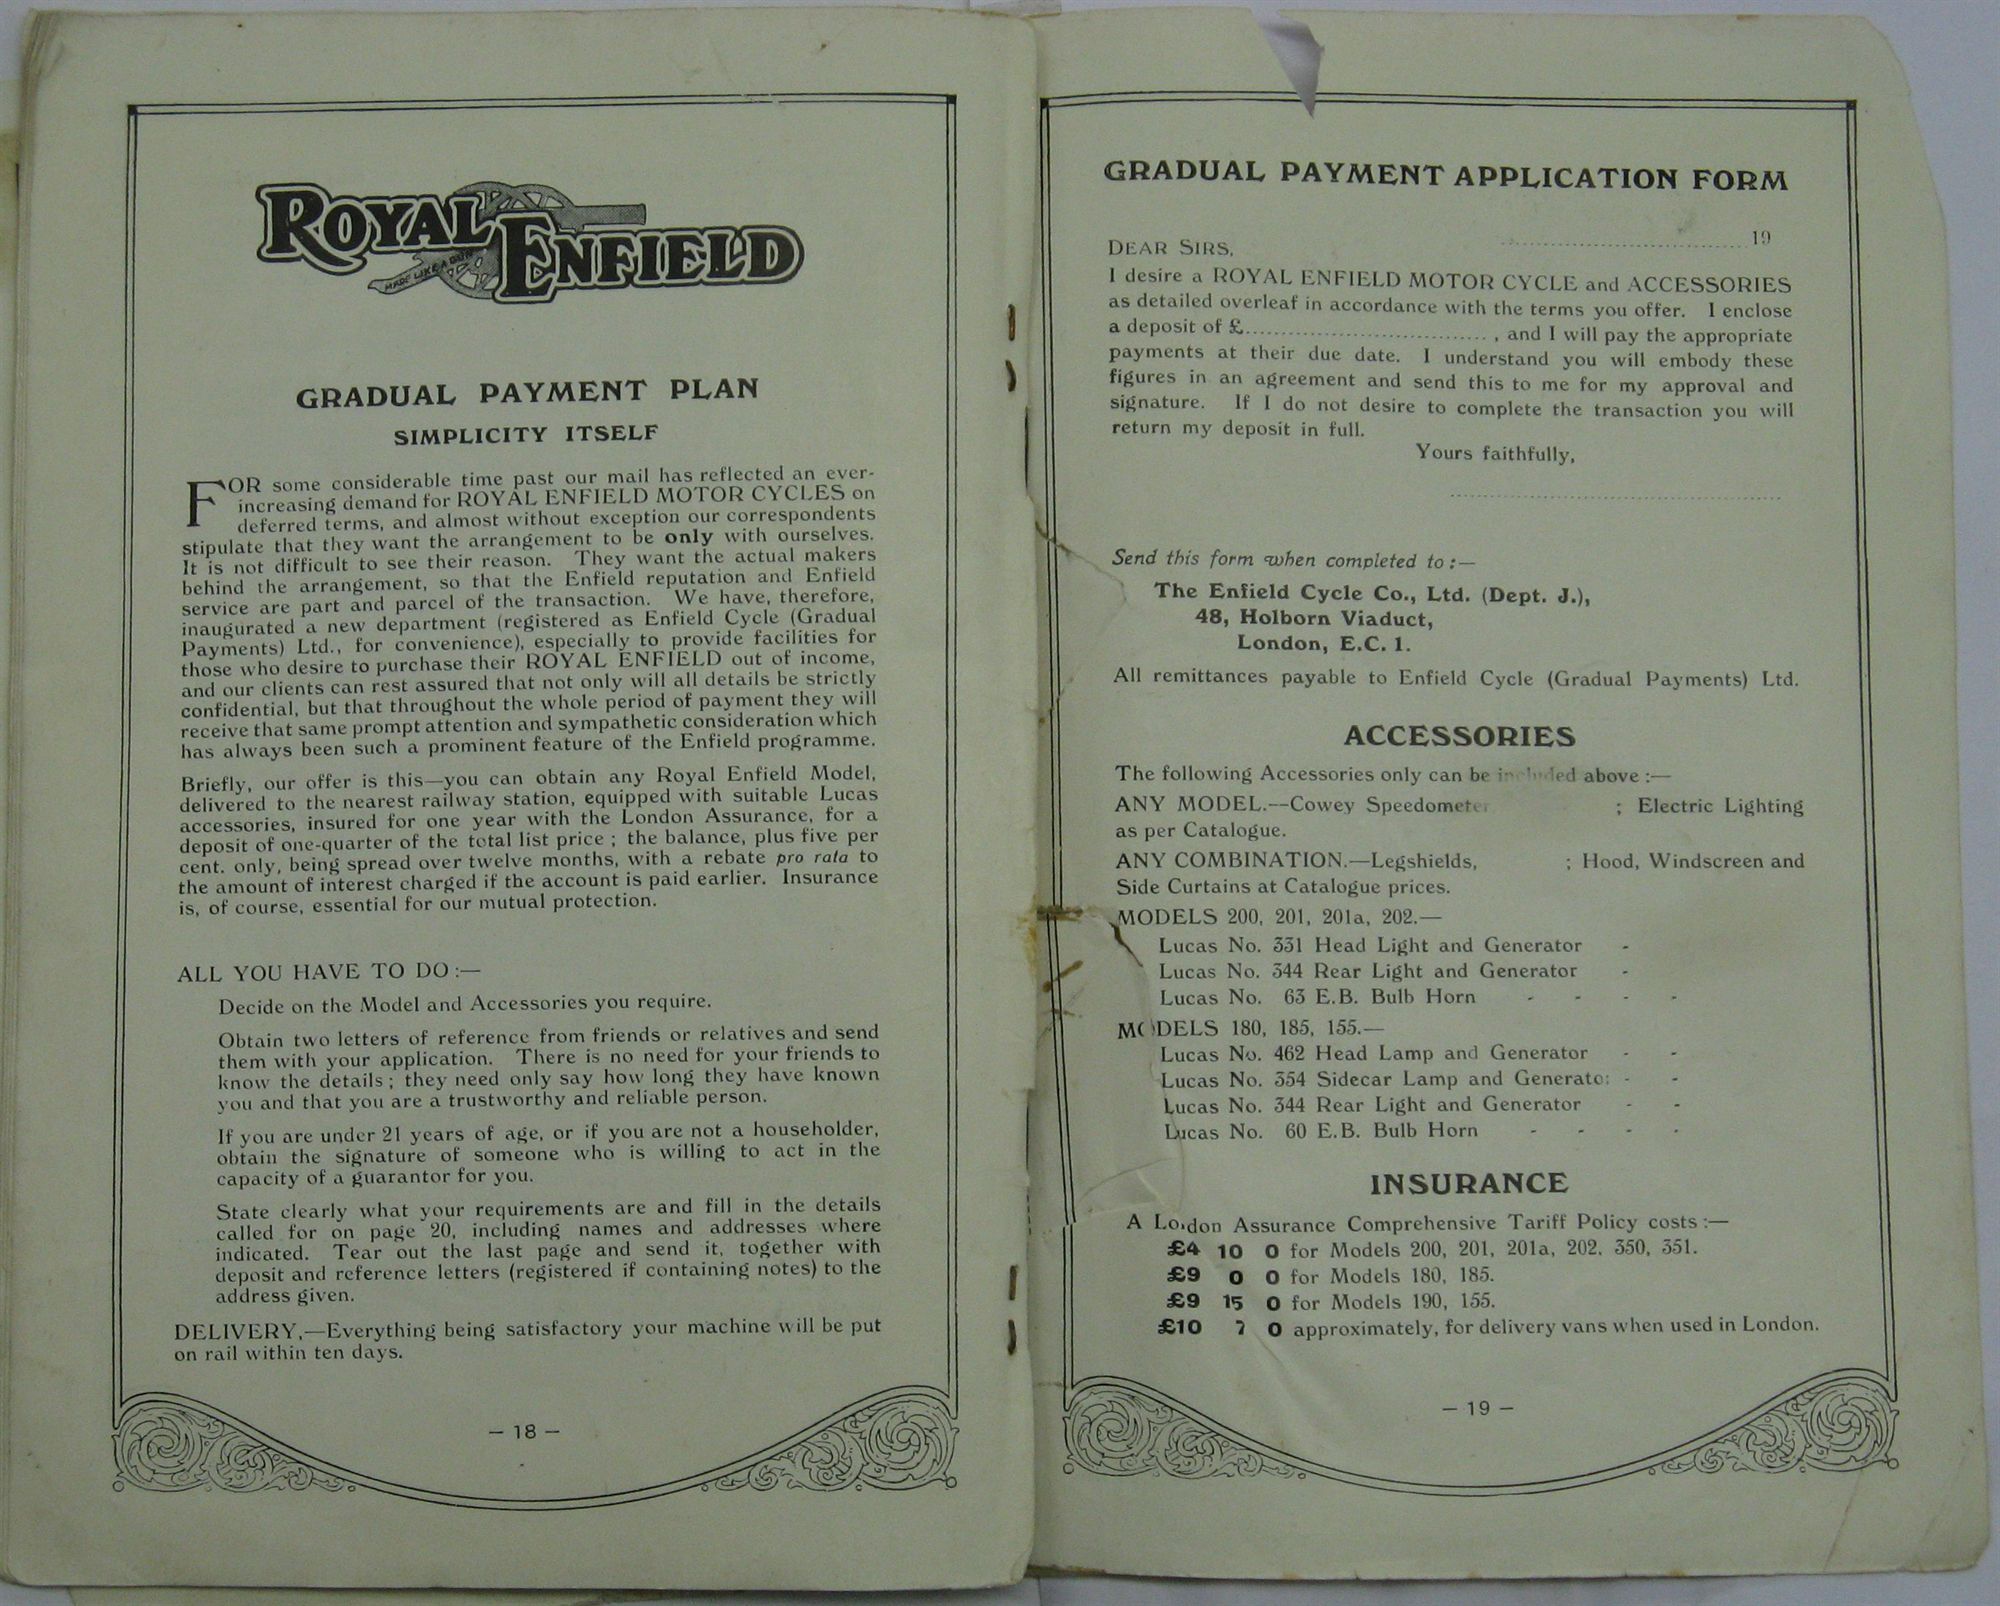 ROYAL ENFIELD
MADE LIKE A GUN
GRADUAL PAYMENT PLAN
SIMPLICITY ITSELF
FOR some considerable time past our mail has reflected an ever-
increasing demand for ROYAL ENFIELD MOTOR CYCLES on
deferred terms, and almost without exception our correspondents
stipulate that they want the arrangement to be only with ourselves.
It is not difficult to see their reason. They want the actual makers
behind the arrangement, so that the Enfield reputation and Enfield
service are part and parcel of the transaction. We have, therefore,
inaugurated a new department (registered as Enfield Cycle (Gradual
Payments) Ltd., for convenience), especially to provide facilities for
those who desire to purchase their ROYAL ENFIELD out of income,
and our clients can rest assured that not only will all details be strictly
confidential, but that throughout the whole period of payment they will
receive that same prompt attention and sympathetic consideration which
has always been such a prominent feature of the Enfield programme.
Briefly, our offer is this—you can obtain any Royal Enfield Model,
delivered to the nearest railway station, equipped with suitable Lucas
accessories, insured for one year with the London Assurance, for a
deposit of one-quarter of the total list price ; the balance, plus five per
cent. only, being spread over twelve months, with a rebate pro rata to
the amount of interest charged if the account is paid earlier. Insurance
is, of course, essential for our mutual protection.
ALL YOU HAVE TO DO :—
Decide on the Model and Accessories you require.
Obtain two letters of reference from friends or relatives and send
them with your application. There is no need for your friends to
know the details ; they need only say how long they have known
you and that you are a trustworthy and reliable person.
If you are under 21 years of age, or if you are not a householder,
obtain the signature of someone who is willing to act in the
capacity of a guarantor for you.
State clearly what your requirements are and fill in the details
called for on page 20, including names and addresses where
indicated. Tear out the last page and send it, together with
deposit and reference letters (registered if containing notes) to the
address given.
DELIVERY,—Everything being satisfactory your machine will be put
on rail within ten days.
— 18 —
GRADUAL PAYMENT APPLICATION FORM
..............................19
DEAR SIRS,
I desire a ROYAL ENFIELD MOTOR CYCLE and ACCESSORIES
as detailed overleaf in accordance with the terms you offer. I enclose
a deposit of £.............................. , and I will pay the appropriate
payments at their due date. I understand you will embody these
figures in an agreement and send this to me for my approval and
signature. If I do not desire to complete the transaction you will
return my deposit in full.
Yours faithfully,
........................................
Send this form when completed to :—
The Enfield Cycle Co., Ltd. (Dept. J.),
48, Holborn Viaduct,
London, E.C. 1.
All remittances payable to Enfield Cycle (Gradual Payments) Ltd.
ACCESSORIES
The following Accessories only can be included above :—
ANY MODEL.—Cowey Speedometer ; Electric Lighting
as per Catalogue.
ANY COMBINATION.—Legshields, ; Hood, Windscreen and
Side Curtains at Catalogue prices.
MODELS 200, 201, 201a, 202.—
Lucas No. 331 Head Light and Generator -
Lucas No. 344 Rear Light and Generator -
Lucas No. 63 E.B. Bulb Horn - - - -
MODELS 180, 185, 155.—
Lucas No. 462 Head Lamp and Generator - -
Lucas No. 354 Sidecar Lamp and Generator - -
Lucas No. 344 Rear Light and Generator - -
Lucas No. 60 E.B. Bulb Horn - - - -
INSURANCE
A London Assurance Comprehensive Tariff Policy costs :—
£4 10 0 for Models 200, 201, 201a, 202. 350, 351.
£9 0 0 for Models 180, 185.
£9 15 0 for Models 190, 155.
£10 7 0 approximately, for delivery vans when used in London.
— 19 —